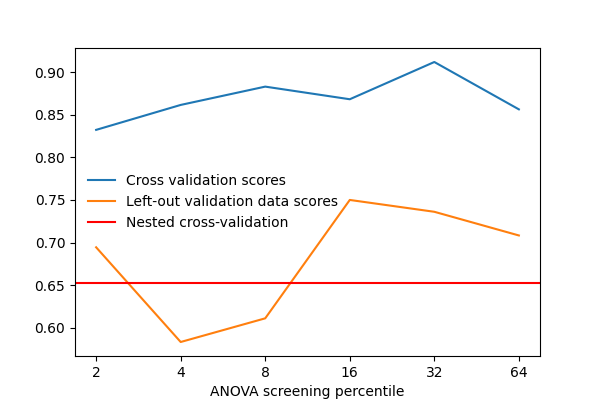 0.90
0.85
0.80
0.75
0.70
0.65
0.60
Cross validation scores
Left-out validation data scores
Nested cross-validation
2 4 8 16 32 64
ANOVA screening percentile